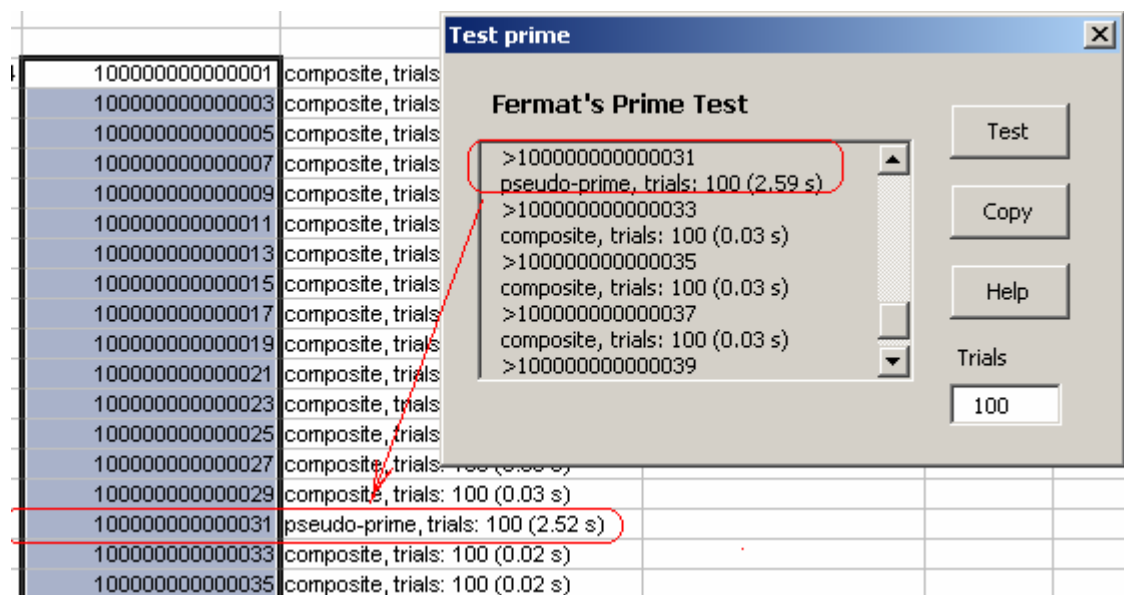 Test prime
Fermat's Prime Test
>100000000000031
pseudo-prime, trials: 100 (2.59 s)
>100000000000033
composite, trials: 100 (0.03 s)
>100000000000035
composite, trials: 100 (0.03 s)
>100000000000037
composite, trials: 100 (0.03 s)
>100000000000039
Test
Copy
Help
Trials
100
100000000000001 composite, trials
100000000000003 composite, trials
100000000000005 composite, trials
100000000000007 composite, trials
100000000000009 composite, trials
100000000000011 composite, trials
100000000000013 composite, trials
100000000000015 composite, trials
100000000000017 composite, trials
100000000000019 composite, trials
100000000000021 composite, trials
100000000000023 composite, trials
100000000000025 composite, trials
100000000000027 composite, trials:
100000000000029 composite, trials: 100 (0.03 s)
100000000000031 pseudo-prime, trials: 100 (2.52 s)
100000000000033 composite, trials: 100 (0.02 s)
100000000000035 composite, trials: 100 (0.02 s)